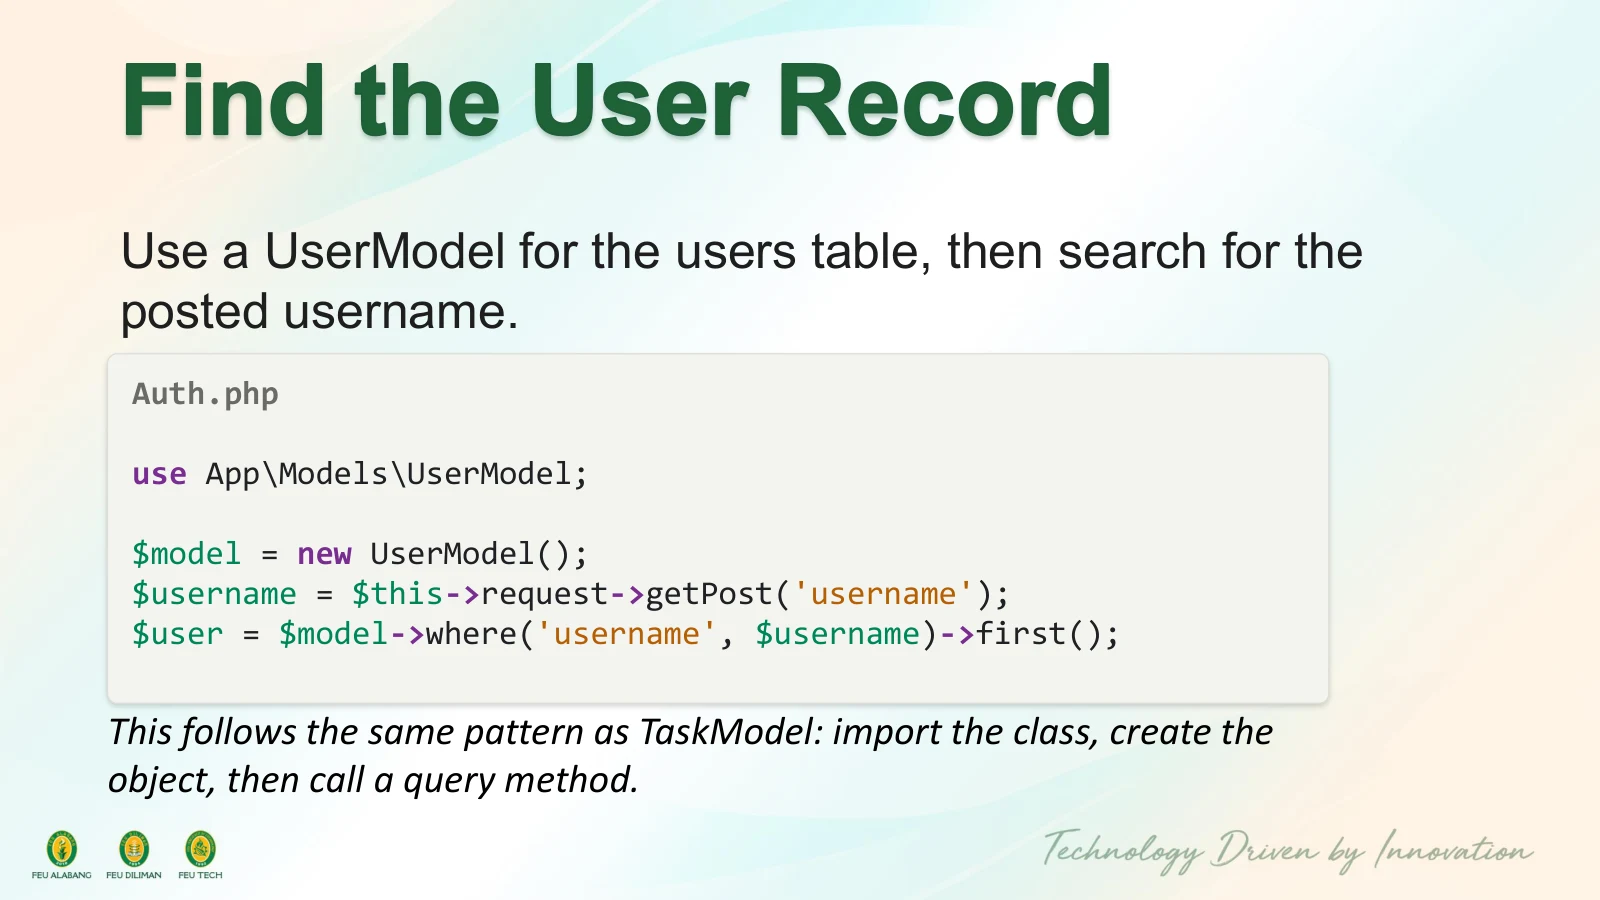 Find the User Record
Use a UserModel for the users table, then search for the
posted username.
Auth.php
use App\Models\UserModel;
$model = new UserModel();
$username = $this->request->getPost('username');
$user = $model->where('username', $username)->first();
This follows the same pattern as TaskModel: import the class, create the
object, then call a query method.
FEU ALABANG FEU DILIMAN FEU TECH
Technology Driven by Innovation